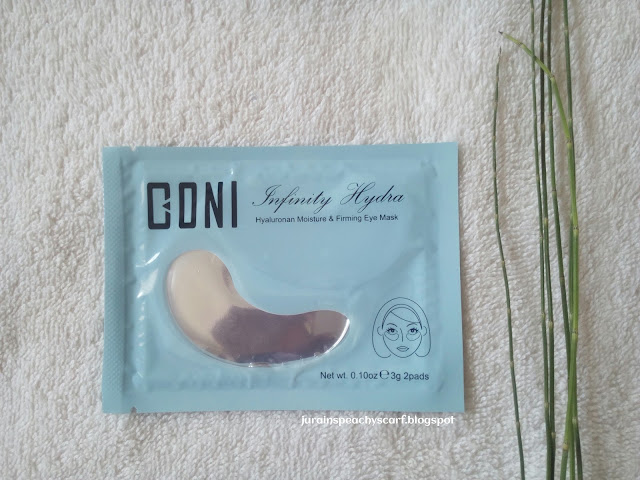 CONI
Infinity Hydra
Hyaluronan Moisture & Firming Eye Mask
Net wt. 0.10oz ℮ 3g 2pads
jurainspeachyscarf.blogspot